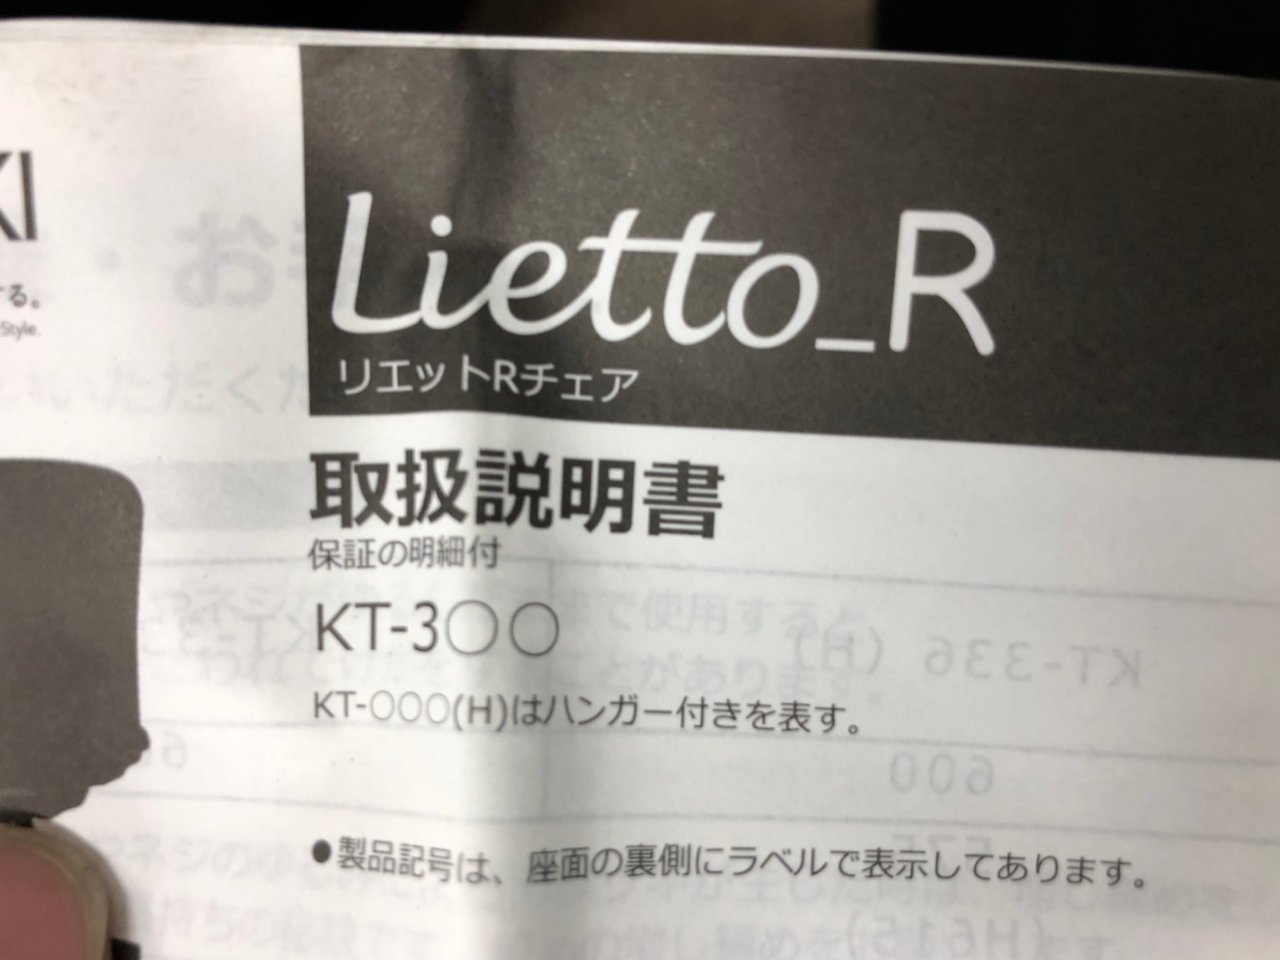 KI
する。
Style.
Lietto_R
リエットRチェア
取扱説明書
保証の明細付
KT-3〇〇
KT-〇〇〇(H)はハンガー付きを表す。
●製品記号は、座面の裏側にラベルで表示してあります。